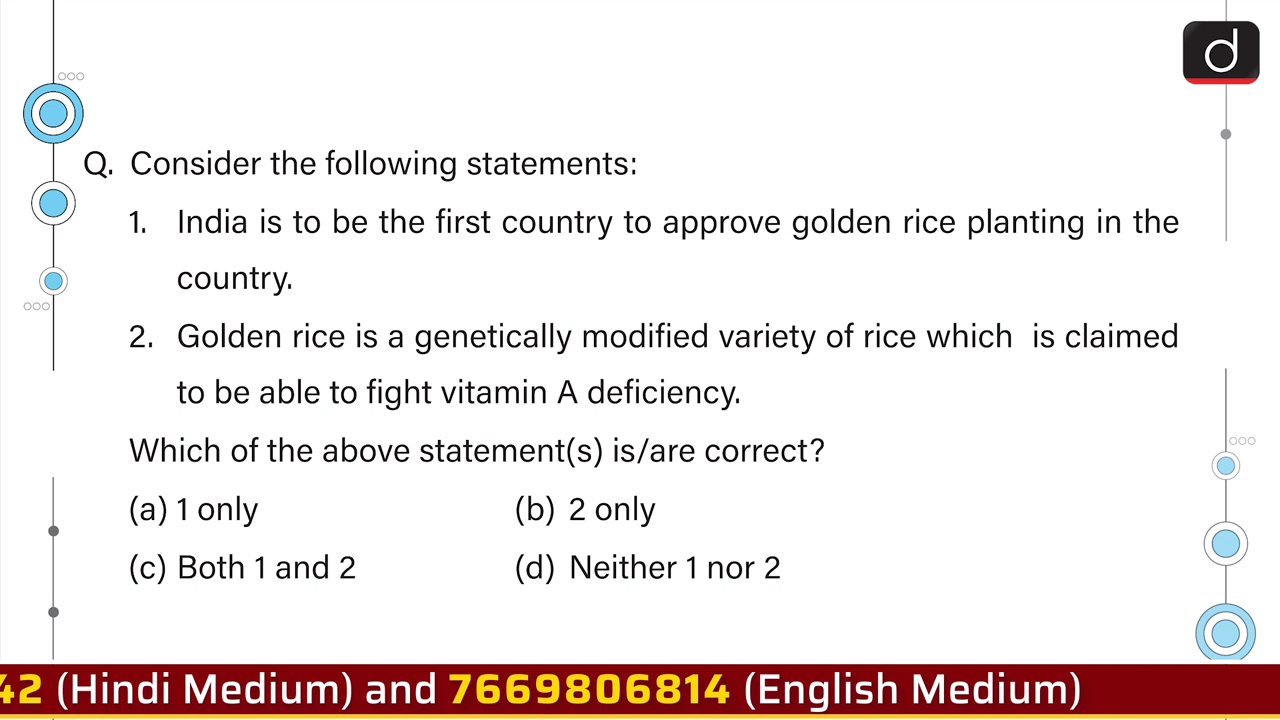 d
Q. Consider the following statements:
1. India is to be the first country to approve golden rice planting in the
country.
2. Golden rice is a genetically modified variety of rice which is claimed
to be able to fight vitamin A deficiency.
Which of the above statement(s) is/are correct?
(a) 1 only (b) 2 only
(c) Both 1 and 2 (d) Neither 1 nor 2
42 (Hindi Medium) and 7669806814 (English Medium)